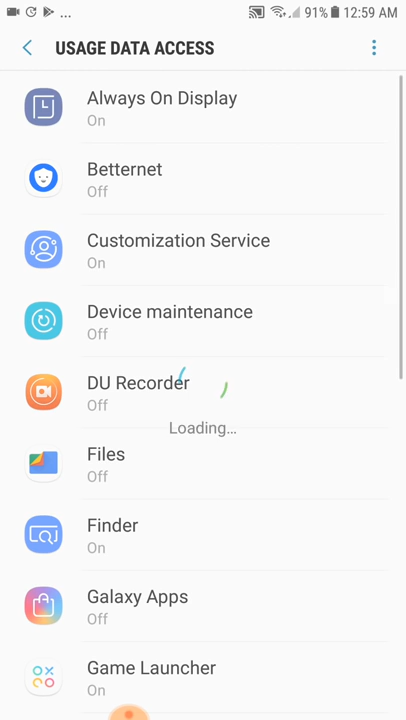 ... 91% 12:59 AM
USAGE DATA ACCESS
Always On Display
On
Betternet
Off
Customization Service
On
Device maintenance
Off
DU Recorder
Off
Loading...
Files
Off
Finder
On
Galaxy Apps
Off
Game Launcher
On